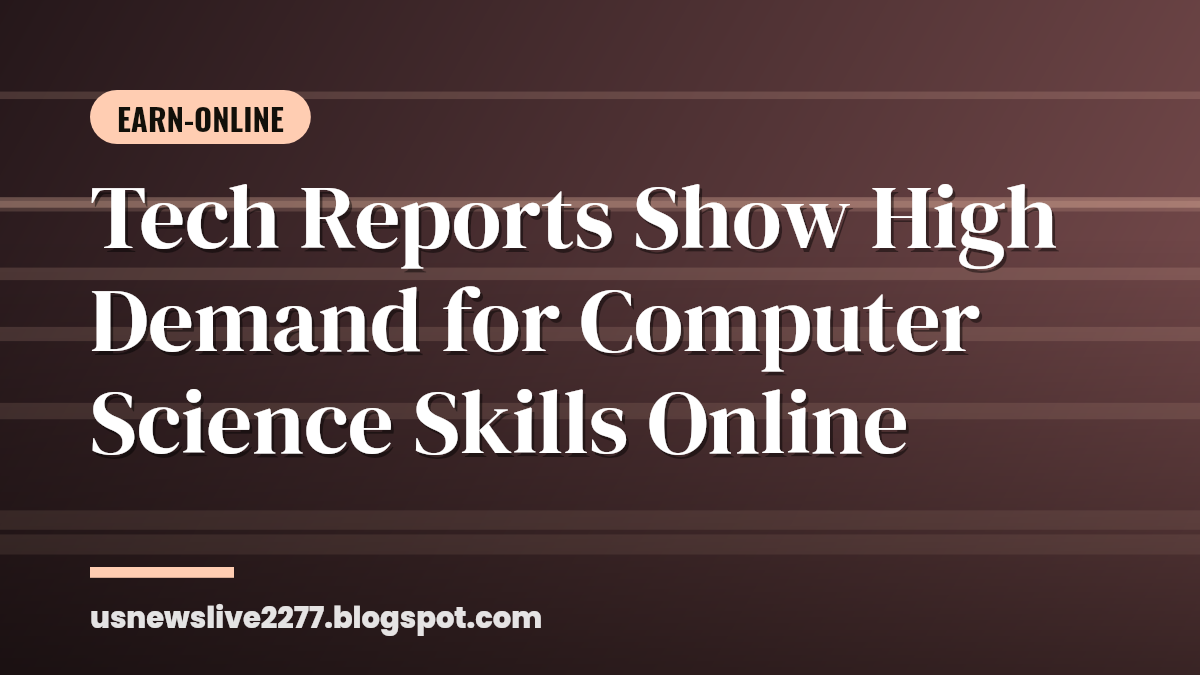 EARN-ONLINE
Tech Reports Show High
Demand for Computer
Science Skills Online
usnewslive2277.blogspot.com